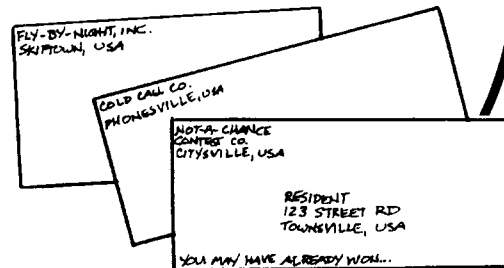 FLY-BY-NIGHT, INC.
SKIPTOWN, USA
COLD CALL CO.
PHONESVILLE, USA
NOT-A-CHANCE
CONTEST CO.
CITYSVILLE, USA
RESIDENT
123 STREET RD
TOWNSVILLE, USA
YOU MAY HAVE ALREADY WON...